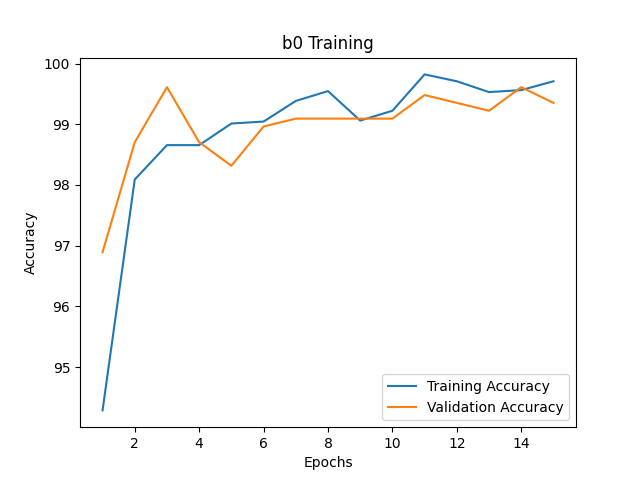 b0 Training
Accuracy
100
99
98
97
96
95
2 4 6 8 10 12 14
Epochs
Training Accuracy
Validation Accuracy